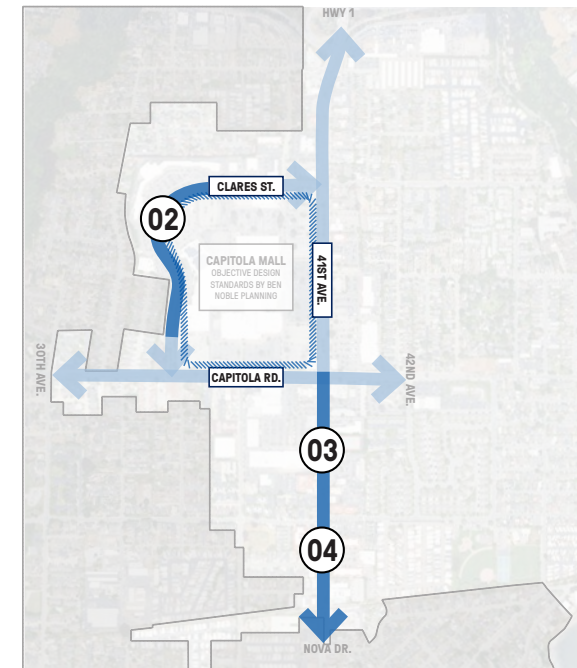 HWY 1
CLARES ST.
02
CAPITOLA MALL
OBJECTIVE DESIGN
STANDARDS BY BEN
NOBLE PLANNING
41ST AVE.
30TH AVE.
CAPITOLA RD.
42ND AVE.
03
04
NOVA DR.